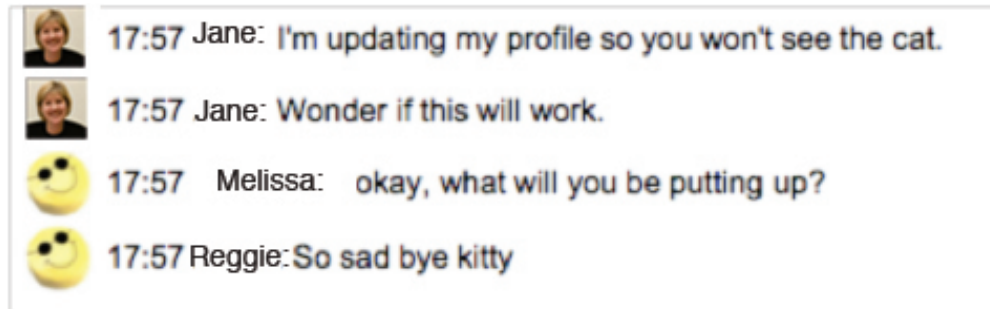 17:57 Jane: I'm updating my profile so you won't see the cat.
17:57 Jane: Wonder if this will work.
17:57 Melissa: okay, what will you be putting up?
17:57 Reggie: So sad bye kitty